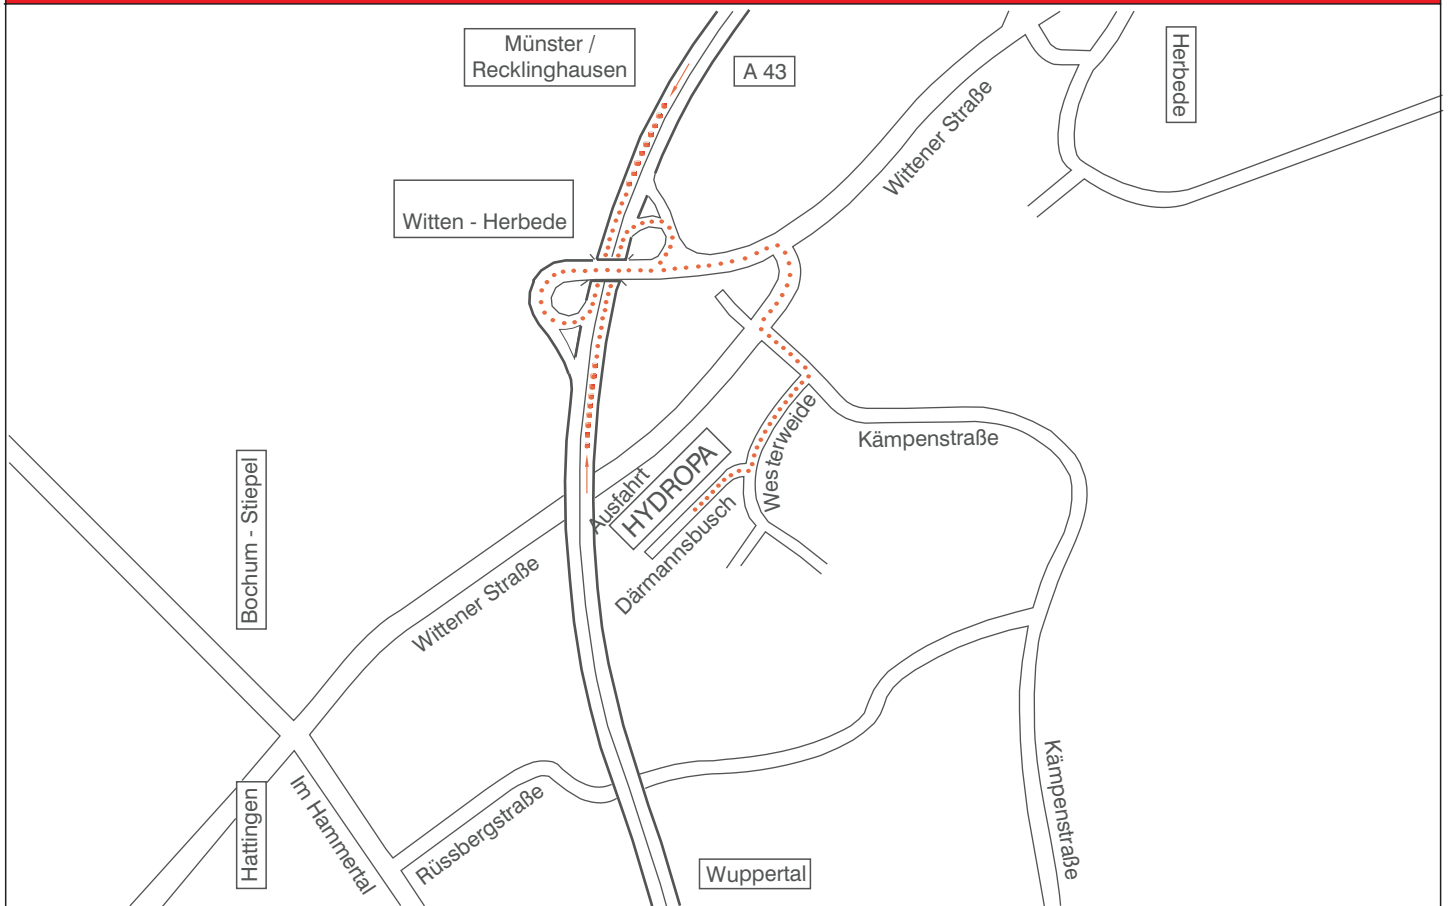 Münster /
Recklinghausen
A 43
Herbede
Wittener Straße
Witten - Herbede
Westerweide
Kämpenstraße
Ausfahrt
HYDROPA
Därmannsbusch
Bochum - Stiepel
Wittener Straße
Hattingen
Im Hammertal
Rüssbergstraße
Kämpenstraße
Wuppertal